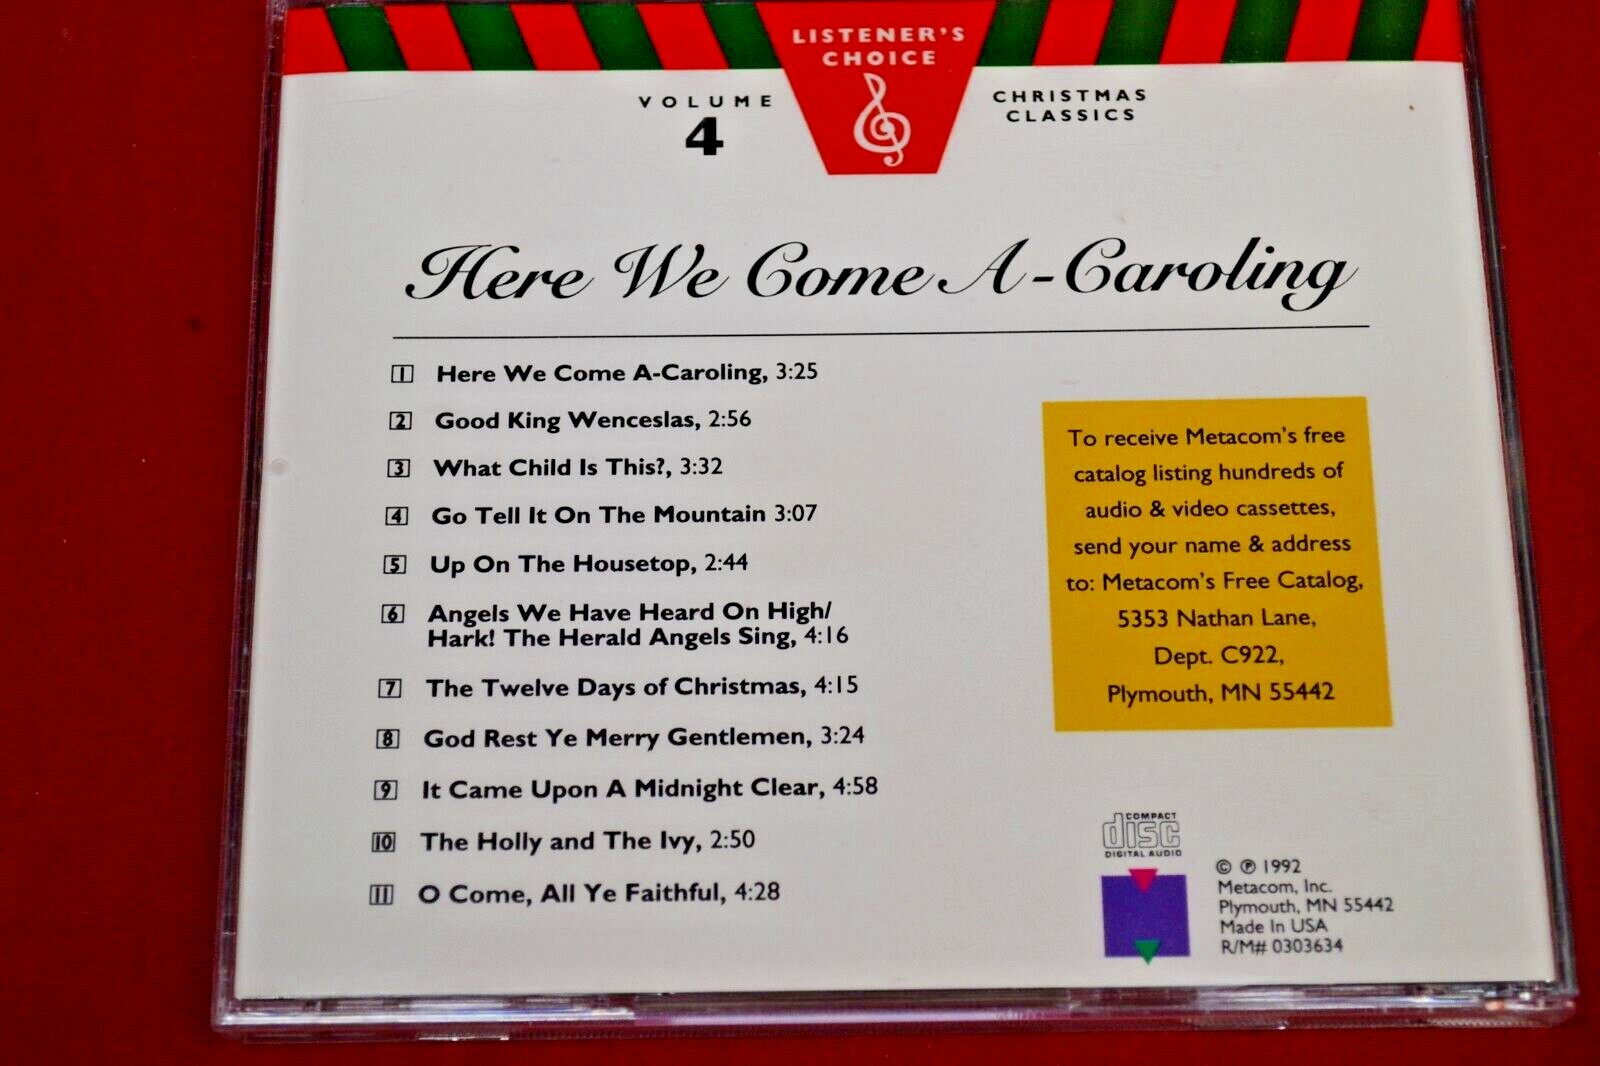 LISTENER'S
CHOICE
VOLUME
4
CHRISTMAS
CLASSICS
Here We Come A-Caroling
1 Here We Come A-Caroling, 3:25
2 Good King Wenceslas, 2:56
3 What Child Is This?, 3:32
4 Go Tell It On The Mountain 3:07
5 Up On The Housetop, 2:44
6 Angels We Have Heard On High/
Hark! The Herald Angels Sing, 4:16
7 The Twelve Days of Christmas, 4:15
8 God Rest Ye Merry Gentlemen, 3:24
9 It Came Upon A Midnight Clear, 4:58
10 The Holly and The Ivy, 2:50
11 O Come, All Ye Faithful, 4:28
To receive Metacom's free
catalog listing hundreds of
audio & video cassettes,
send your name & address
to: Metacom's Free Catalog,
5353 Nathan Lane,
Dept. C922,
Plymouth, MN 55442
COMPACT
disc
DIGITAL AUDIO
© ℗ 1992
Metacom, Inc.
Plymouth, MN 55442
Made In USA
R/M# 0303634